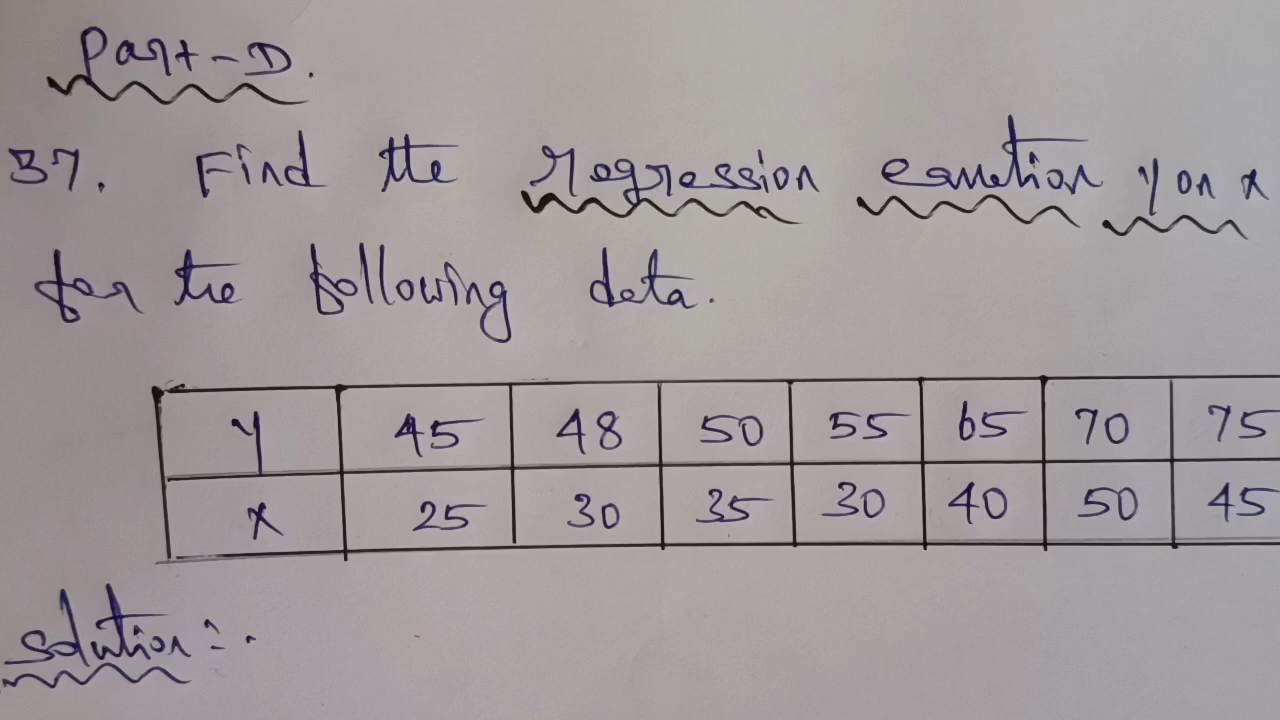 Part-D.
37. Find the regression equation y on x
for the following data.
y 45 48 50 55 65 70 75
x 25 30 35 30 40 50 45
solution:-